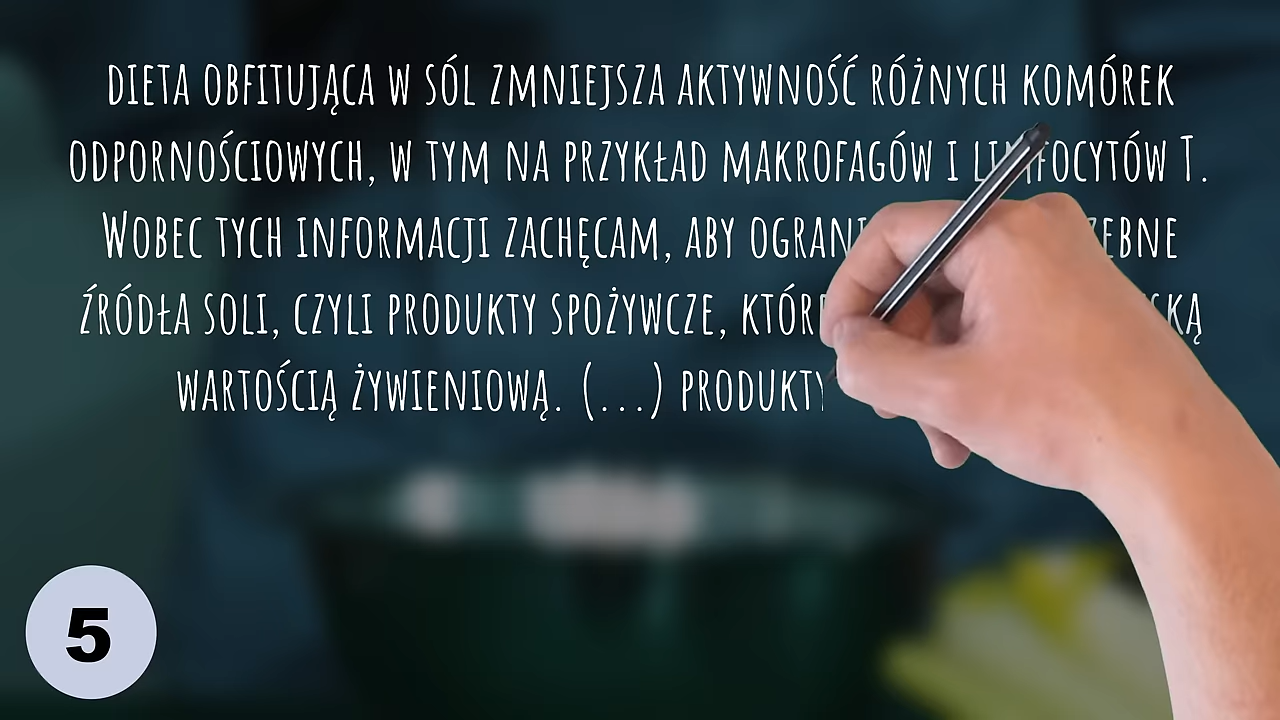 dieta obfitująca w sól zmniejsza aktywność różnych komórek
odpornościowych, w tym na przykład makrofagów i limfocytów T.
Wobec tych informacji zachęcam, aby
źródła soli, czyli produkty spożywcze,
wartością żywieniową. (...) produkty
5